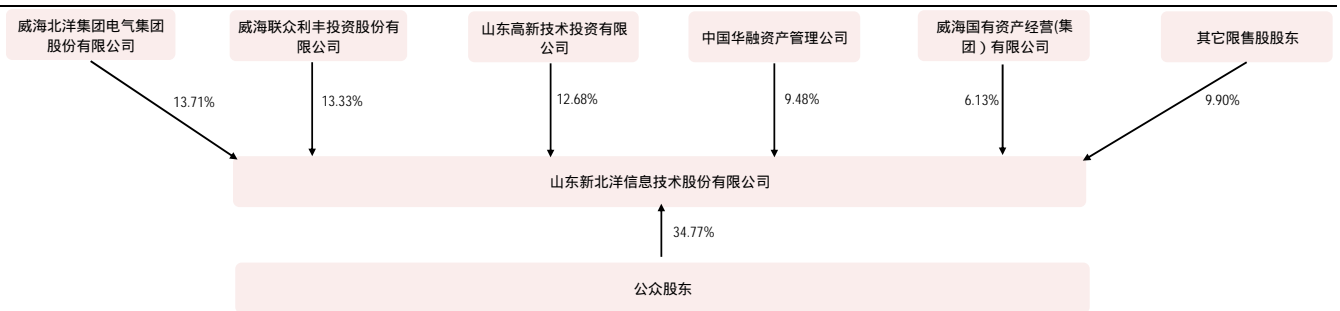 威海北洋集团电气集团
股份有限公司
威海联众利丰投资股份有
限公司
山东高新技术投资有限
公司
中国华融资产管理公司
威海国有资产经营(集
团）有限公司
其它限售股股东
13.71%
13.33%
12.68%
9.48%
6.13%
9.90%
山东新北洋信息技术股份有限公司
34.77%
公众股东